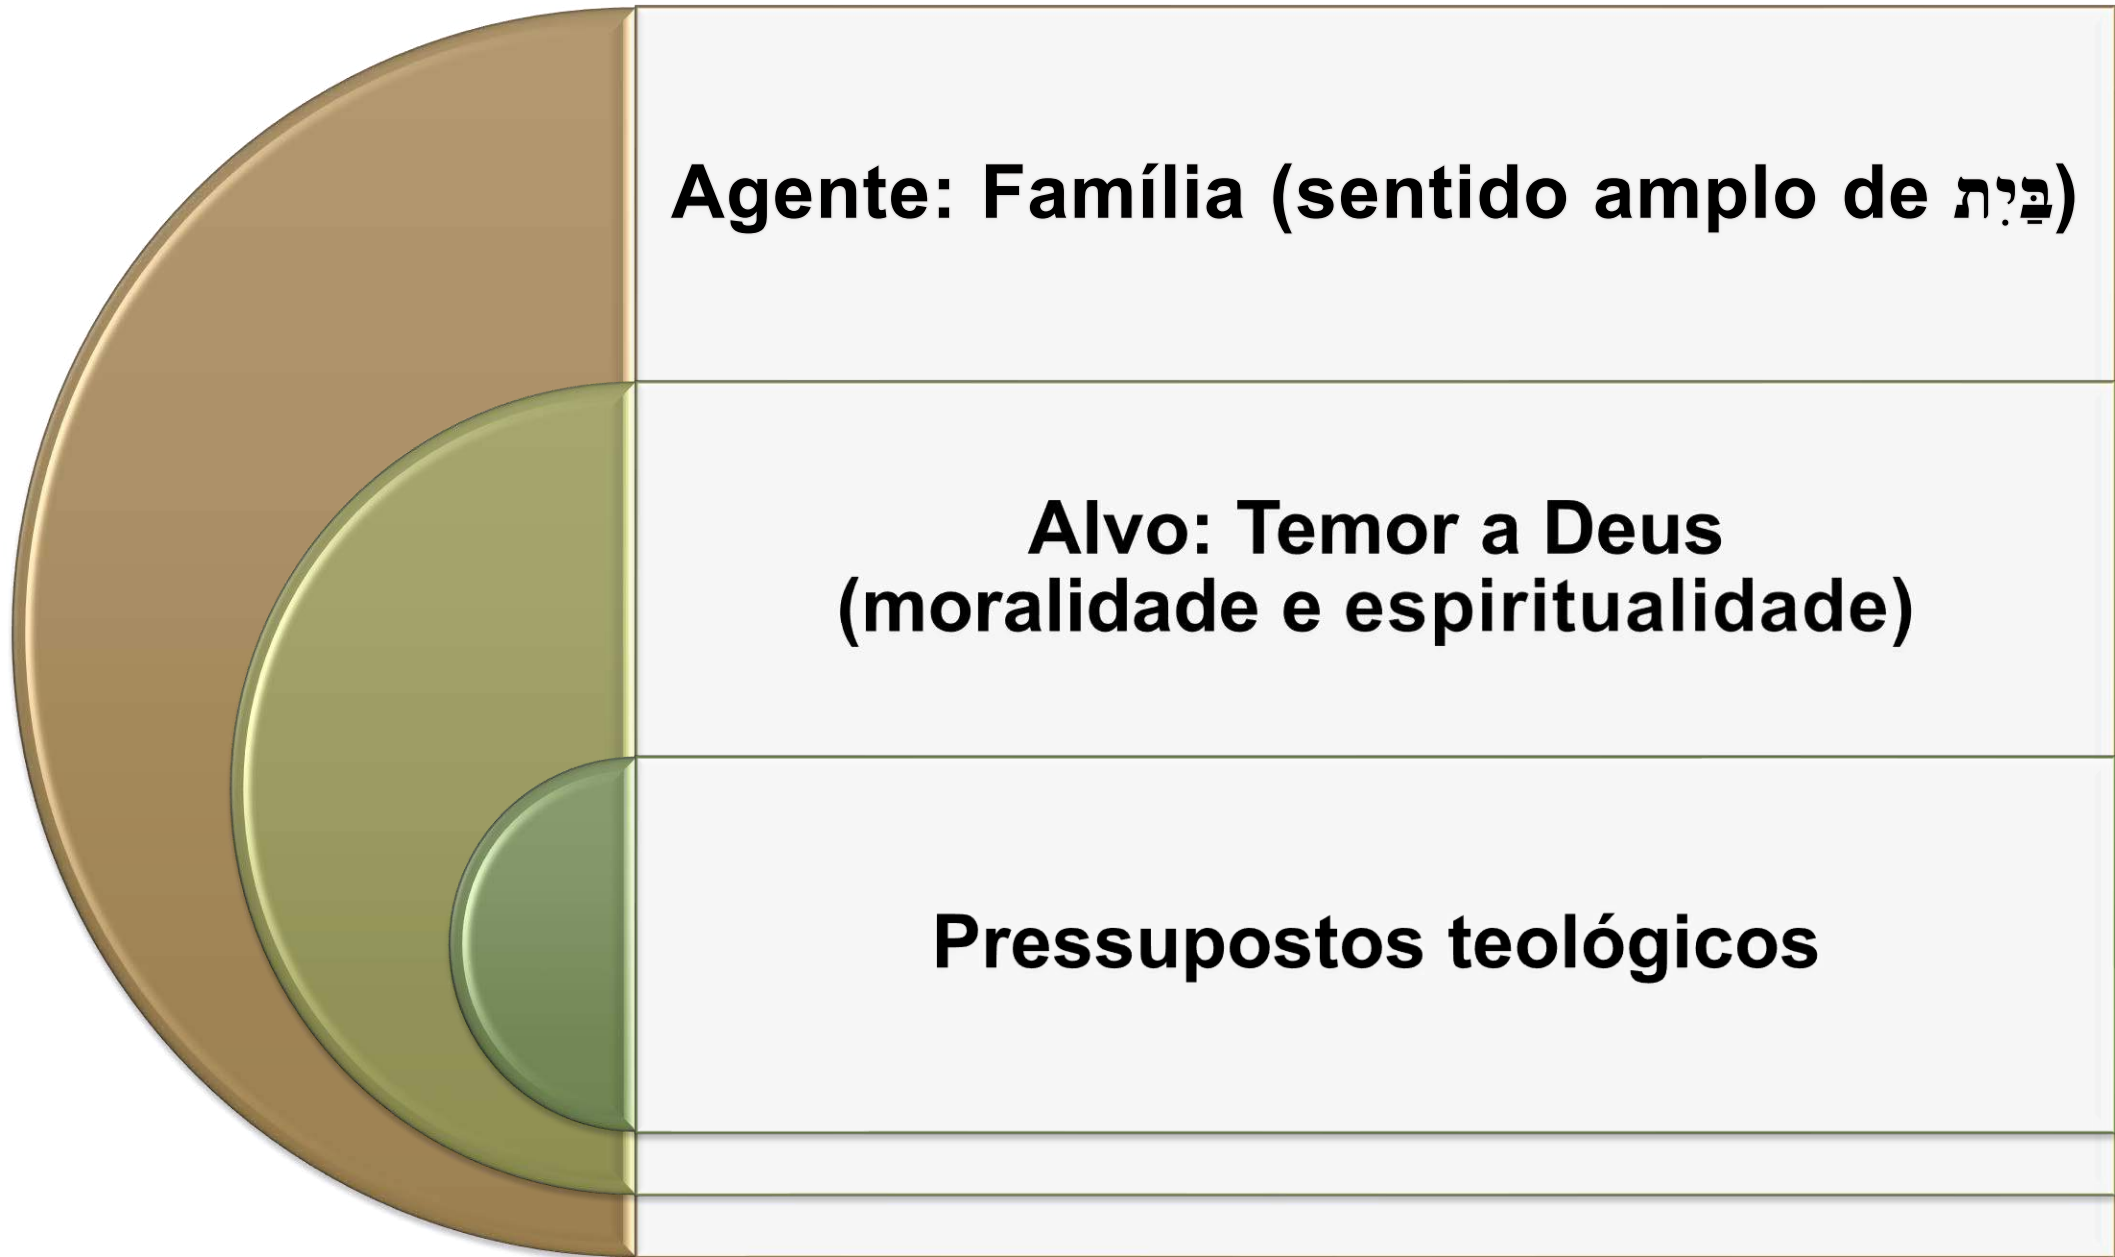 Agente: Família (sentido amplo de בַּיִת)
Alvo: Temor a Deus
(moralidade e espiritualidade)
Pressupostos teológicos